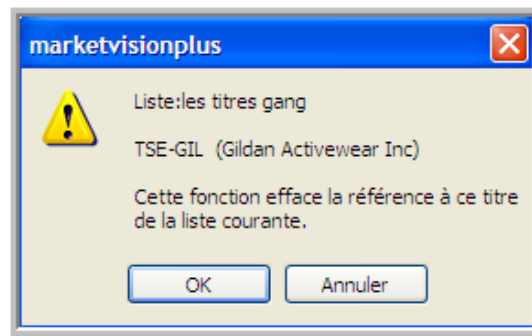 marketvisionplus
Liste:les titres gang
TSE-GIL (Gildan Activewear Inc)
Cette fonction efface la référence à ce titre
de la liste courante.
OK
Annuler